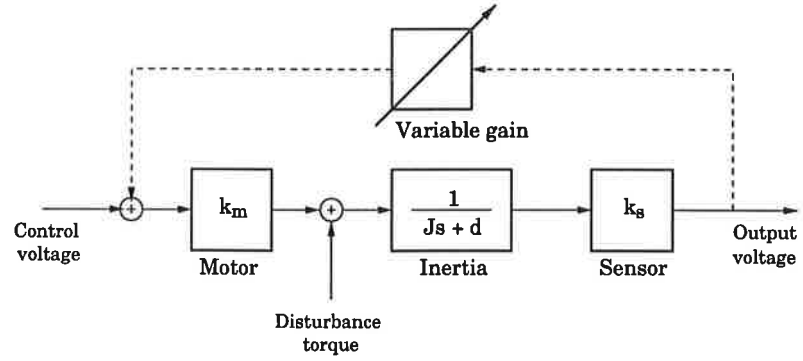 Variable gain
+
k_m
+
1
Js + d
k_s
Control
voltage
Motor
Inertia
Sensor
Output
voltage
Disturbance
torque